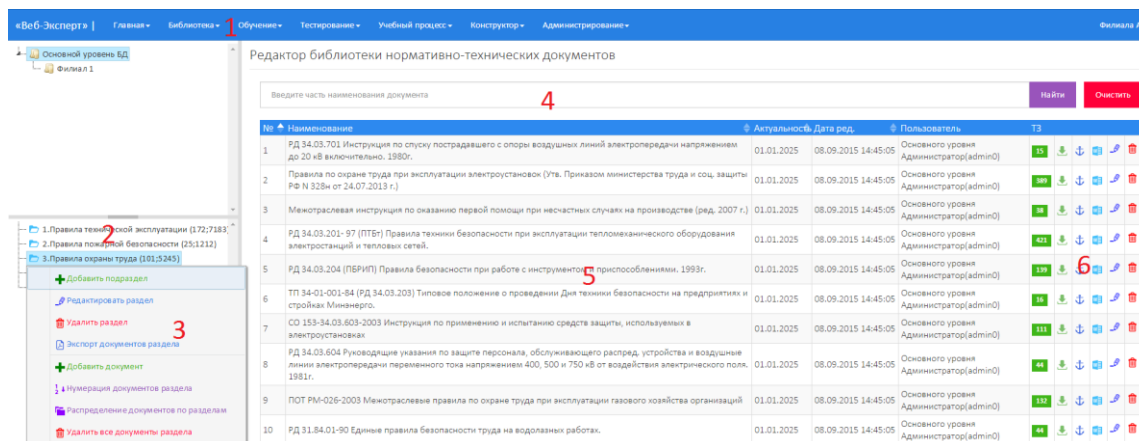 «Веб-Эксперт» | Главная Библиотека 1 Обучение Тестирование Учебный процесс Конструктор Администрирование Филиала А
Основной уровень БД
Филиал 1
1.Правила технической эксплуатации (172;7183)
2
2.Правила пожарной безопасности (25;1212)
3.Правила охраны труда (101;5245)
Добавить подраздел
Редактировать раздел
Удалить раздел
3
Экспорт документов раздела
Добавить документ
Нумерация документов раздела
Распределение документов по разделам
Удалить все документы раздела
Редактор библиотеки нормативно-технических документов
Введите часть наименования документа 4 Найти Очистить
№ Наименование Актуальность Дата ред. Пользователь ТЗ
1 РД 34.03.701 Инструкция по спуску пострадавшего с опоры воздушных линий электропередачи напряжением
до 20 кВ включительно. 1980г. 01.01.2025 08.09.2015 14:45:05 Основного уровня
Администратор(admin0) 15
2 Правила по охране труда при эксплуатации электроустановок (Утв. Приказом министерства труда и соц. защиты
РФ N 328н от 24.07.2013 г.) 01.01.2025 08.09.2015 14:45:05 Основного уровня
Администратор(admin0) 389
3 Межотраслевая инструкция по оказанию первой помощи при несчастных случаях на производстве (ред. 2007 г.) 01.01.2025 08.09.2015 14:45:05 Основного уровня
Администратор(admin0) 38
4 РД 34.03.201- 97 (ПТБт) Правила техники безопасности при эксплуатации тепломеханического оборудования
электростанций и тепловых сетей. 01.01.2025 08.09.2015 14:45:05 Основного уровня
Администратор(admin0) 421
5 РД 34.03.204 (ПБРИП) Правила безопасности при работе с инструментом и приспособлениями. 1993г. 01.01.2025 08.09.2015 14:45:05 Основного уровня
Администратор(admin0) 139 6
5
6 ТП 34-01-001-84 (РД 34.03.203) Типовое положение о проведении Дня техники безопасности на предприятиях и
стройках Минэнерго. 01.01.2025 08.09.2015 14:45:05 Основного уровня
Администратор(admin0) 16
7 СО 153-34.03.603-2003 Инструкция по применению и испытанию средств защиты, используемых в
электроустановках 01.01.2025 08.09.2015 14:45:05 Основного уровня
Администратор(admin0) 111
8 РД 34.03.604 Руководящие указания по защите персонала, обслуживающего распред. устройства и воздушные
линии электропередачи переменного тока напряжением 400, 500 и 750 кВ от воздействия электрического поля.
1981г. 01.01.2025 08.09.2015 14:45:05 Основного уровня
Администратор(admin0) 44
9 ПОТ РМ-026-2003 Межотраслевые правила по охране труда при эксплуатации газового хозяйства организаций 01.01.2025 08.09.2015 14:45:05 Основного уровня
Администратор(admin0) 132
10 РД 31.84.01-90 Единые правила безопасности труда на водолазных работах. 01.01.2025 08.09.2015 14:45:05 Основного уровня
Администратор(admin0) 44